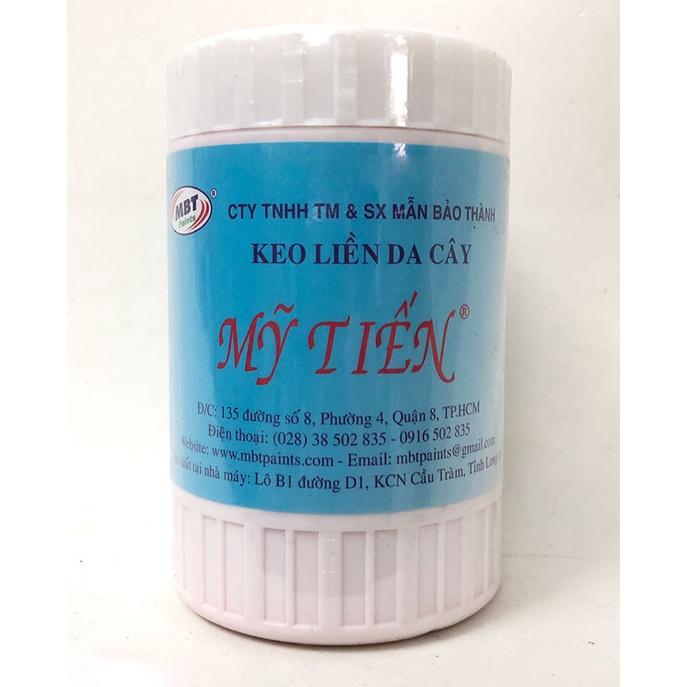 MBT ®
Paints
CTY TNHH TM & SX MẪN BẢO THÀNH
KEO LIỀN DA CÂY
MỸ TIẾN ®
Đ/C: 135 đường số 8, Phường 4, Quận 8, TP.HCM
Điện thoại: (028) 38 502 835 - 0916 502 835
Website: www.mbtpaints.com - Email: mbtpaints@gmail.com
tại nhà máy: Lô B1 đường D1, KCN Cầu Tràm, Tỉnh Long